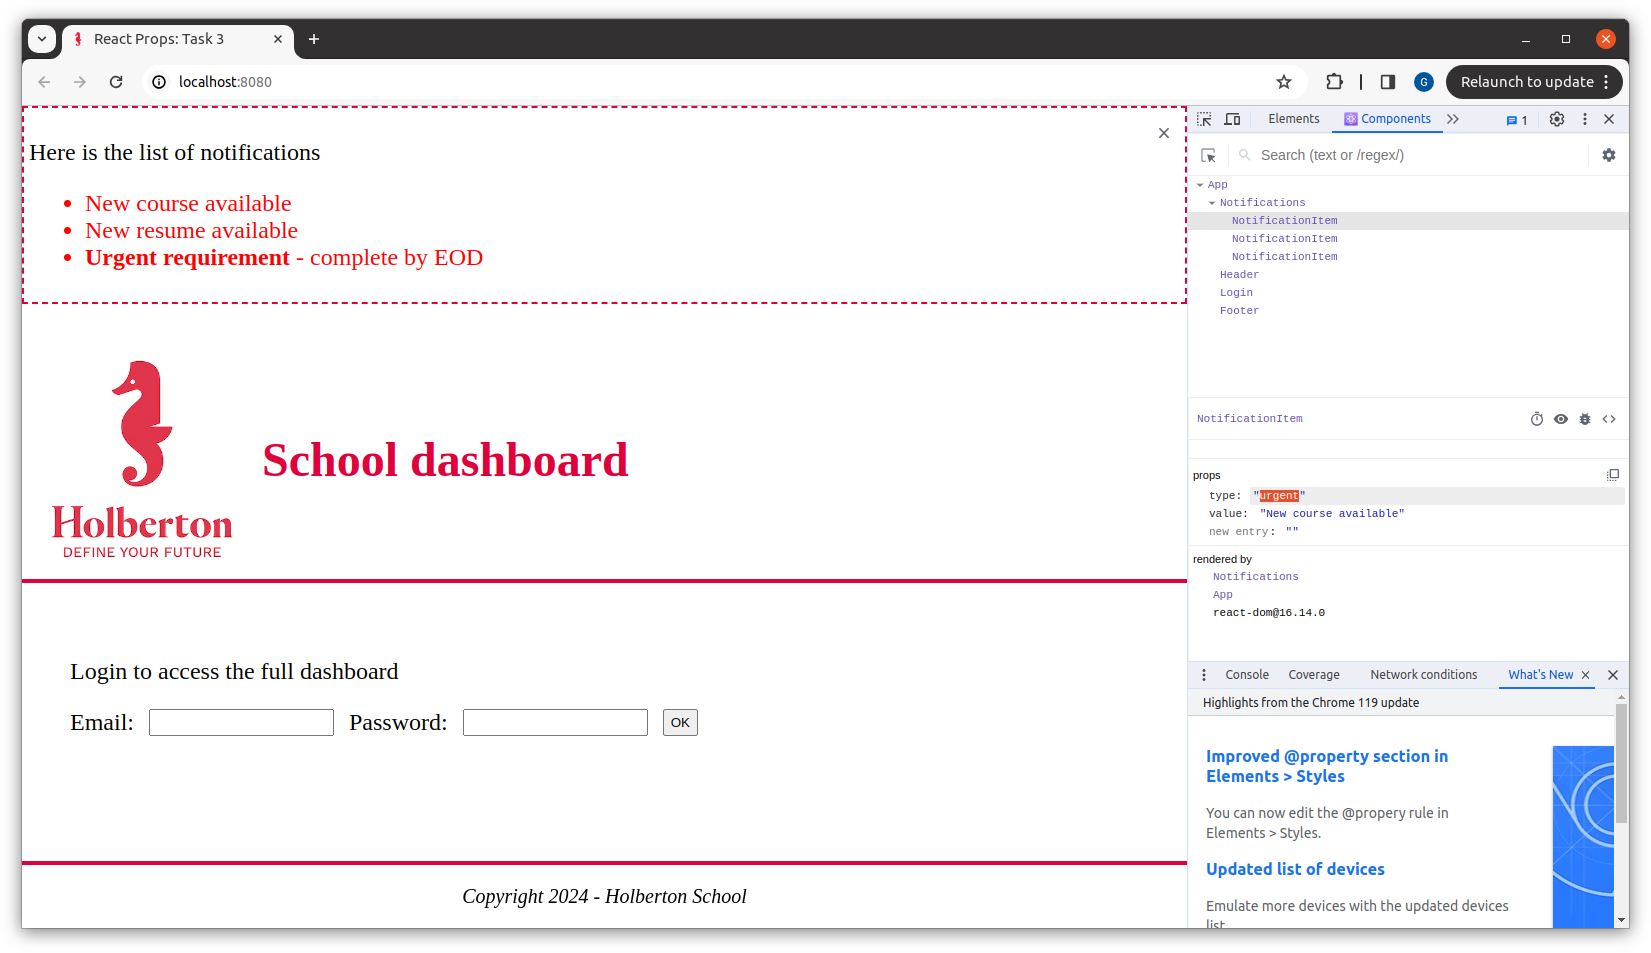 React Props: Task 3
localhost:8080
G
Relaunch to update
Here is the list of notifications
New course available
New resume available
Urgent requirement - complete by EOD
Holberton
DEFINE YOUR FUTURE
School dashboard
Login to access the full dashboard
Email: Password: OK
Copyright 2024 - Holberton School
Elements Components 1
Search (text or /regex/)
App
Notifications
NotificationItem
NotificationItem
NotificationItem
Header
Login
Footer
NotificationItem
props
type: "urgent"
value: "New course available"
new entry: ""
rendered by
Notifications
App
react-dom@16.14.0
Console Coverage Network conditions What's New
Highlights from the Chrome 119 update
Improved @property section in
Elements > Styles
You can now edit the @propery rule in
Elements > Styles.
Updated list of devices
Emulate more devices with the updated devices
list